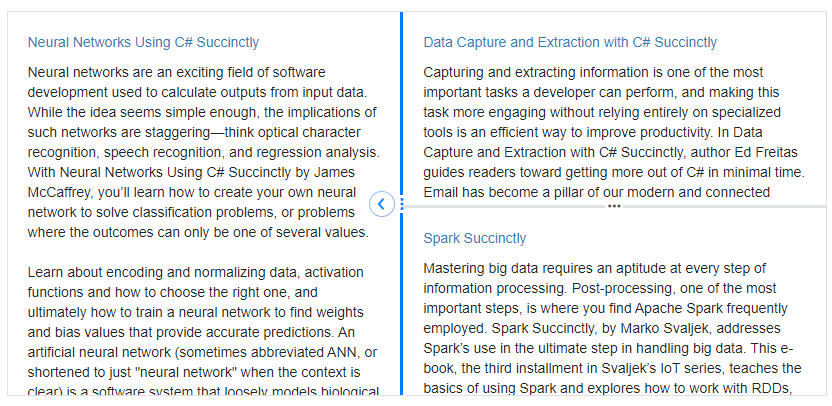 Neural Networks Using C# Succinctly
Neural networks are an exciting field of software
development used to calculate outputs from input data.
While the idea seems simple enough, the implications of
such networks are staggering—think optical character
recognition, speech recognition, and regression analysis.
With Neural Networks Using C# Succinctly by James
McCaffrey, you'll learn how to create your own neural
network to solve classification problems, or problems
where the outcomes can only be one of several values.
Learn about encoding and normalizing data, activation
functions and how to choose the right one, and
ultimately how to train a neural network to find weights
and bias values that provide accurate predictions. An
artificial neural network (sometimes abbreviated ANN, or
shortened to just "neural network" when the context is
clear) is a software system that loosely models biological
Data Capture and Extraction with C# Succinctly
Capturing and extracting information is one of the most
important tasks a developer can perform, and making this
task more engaging without relying entirely on specialized
tools is an efficient way to improve productivity. In Data
Capture and Extraction with C# Succinctly, author Ed Freitas
guides readers toward getting more out of C# in minimal time.
Email has become a pillar of our modern and connected
Spark Succinctly
Mastering big data requires an aptitude at every step of
information processing. Post-processing, one of the most
important steps, is where you find Apache Spark frequently
employed. Spark Succinctly, by Marko Svaljek, addresses
Spark's use in the ultimate step in handling big data. This e-
book, the third installment in Svaljek's IoT series, teaches the
basics of using Spark and explores how to work with RDDs,